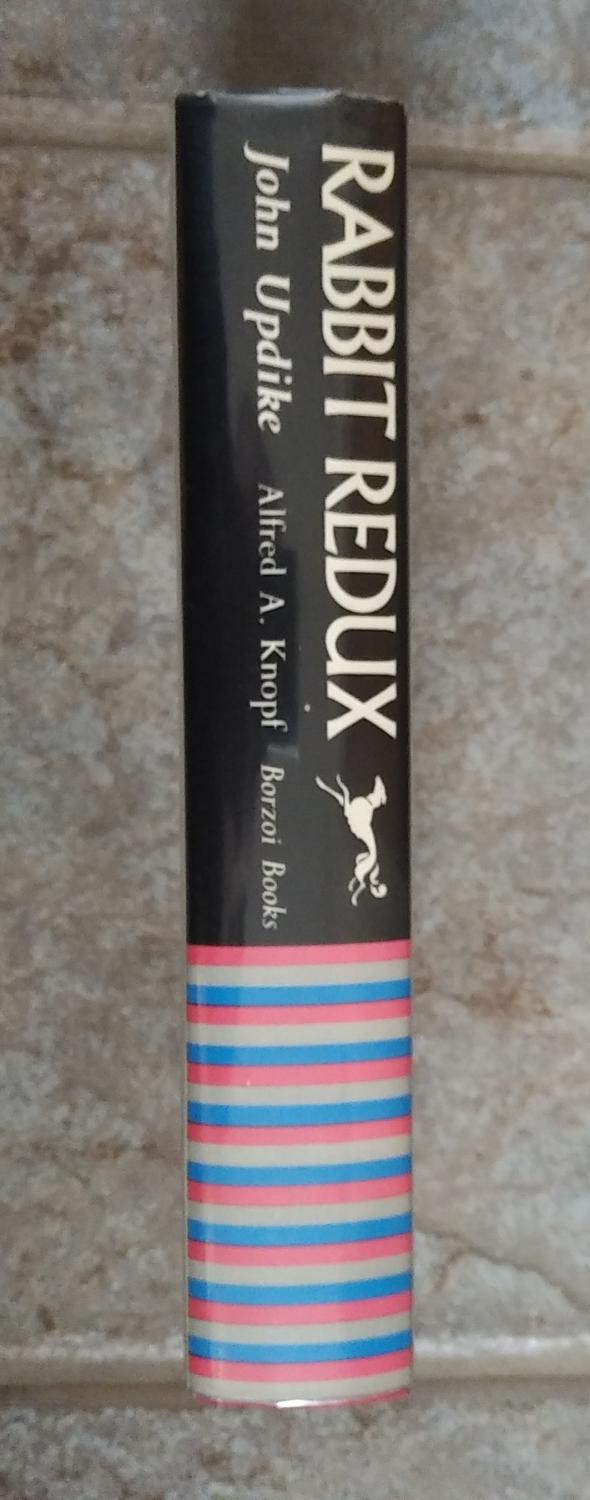 RABBIT REDUX
John Updike Alfred A. Knopf Borzoi Books